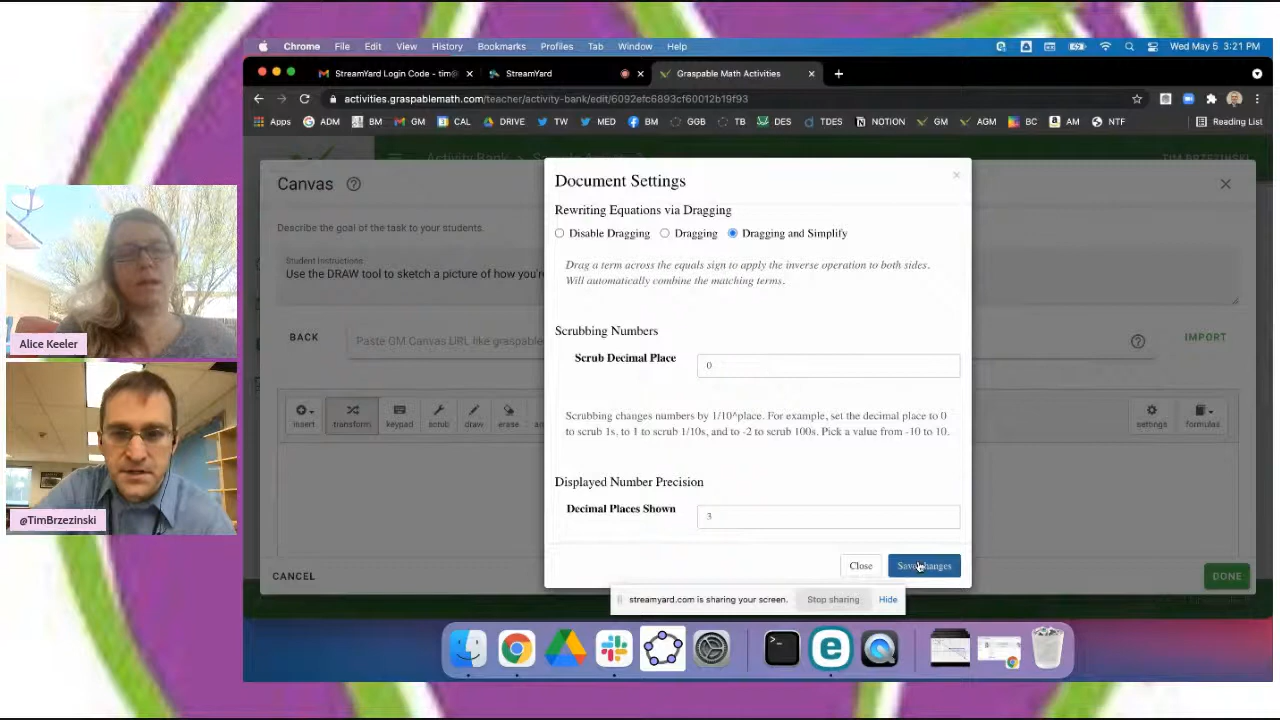 Chrome File Edit View History Bookmarks Profiles Tab Window Help
Wed May 5 3:21 PM
StreamYard Login Code - tim@
StreamYard
Graspable Math Activities
activities.graspablemath.com/teacher/activity-bank/edit/6092efc6893cf60012b19f93
Apps ADM BM GM CAL DRIVE TW MED BM GGB TB DES TDES NOTION GM AGM BC AM NTF Reading List
Activity Bank
Canvas
Describe the goal of the task to your students.
Student Instructions
Use the DRAW tool to sketch a picture of how you're
BACK
Paste GM Canvas URL like graspable
IMPORT
insert transform keypad scrub draw erase settings formulas
CANCEL
DONE
Document Settings
Rewriting Equations via Dragging
Disable Dragging Dragging Dragging and Simplify
Drag a term across the equals sign to apply the inverse operation to both sides.
Will automatically combine the matching terms.
Scrubbing Numbers
Scrub Decimal Place
0
Scrubbing changes numbers by 1/10^place. For example, set the decimal place to 0
to scrub 1s, to 1 to scrub 1/10s, and to -2 to scrub 100s. Pick a value from -10 to 10.
Displayed Number Precision
Decimal Places Shown
3
Close
Save changes
streamyard.com is sharing your screen.
Stop sharing
Hide
Alice Keeler
@TimBrzezinski